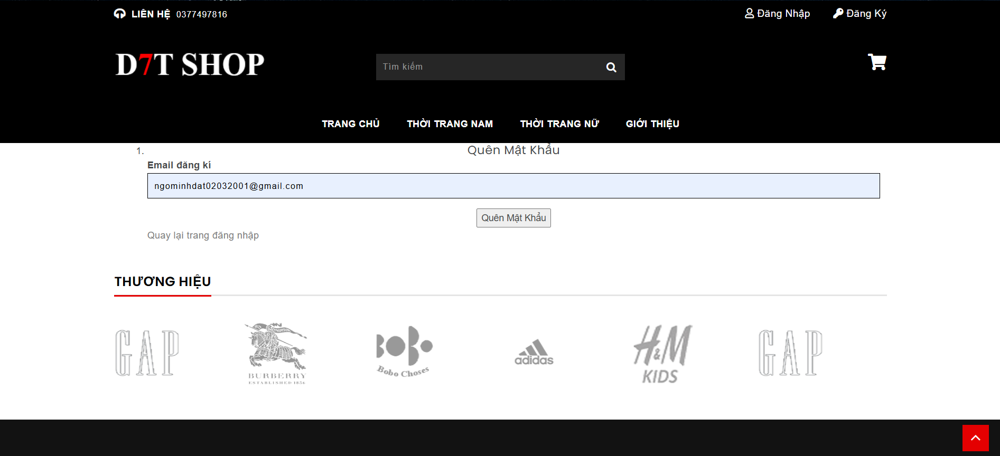 LIÊN HỆ 0377497816
Đăng Nhập
Đăng Ký
D7T SHOP
Tìm kiếm
TRANG CHỦ
THỜI TRANG NAM
THỜI TRANG NỮ
GIỚI THIỆU
1.
Quên Mật Khẩu
Email đăng kí
ngominhdat02032001@gmail.com
Quên Mật Khẩu
Quay lại trang đăng nhập
THƯƠNG HIỆU
GAP
BURBERRY
ESTABLISHED 1856
BOBO
Bobo Choses
adidas
H&M
KIDS
GAP